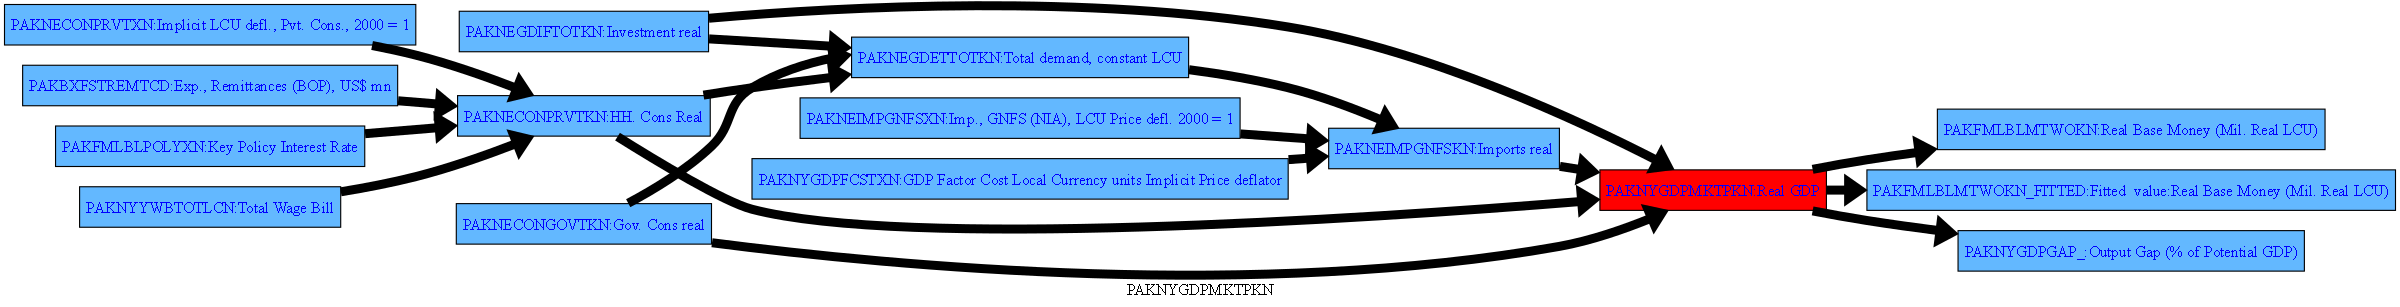 PAKNECONPRVTXN:Implicit LCU defl., Pvt. Cons., 2000 = 1
PAKBXFSTREMTCD:Exp., Remittances (BOP), US$ mn
PAKFMLBLPOLYXN:Key Policy Interest Rate
PAKNYYWBTOTLCN:Total Wage Bill
PAKNEGDIFTOTKN:Investment real
PAKNECONPRVTKN:HH. Cons Real
PAKNECONGOVTKN:Gov. Cons real
PAKNEGDETTOTKN:Total demand, constant LCU
PAKNEIMPGNFSXN:Imp., GNFS (NIA), LCU Price defl. 2000 = 1
PAKNYGDPFCSTXN:GDP Factor Cost Local Currency units Implicit Price deflator
PAKNEIMPGNFSKN:Imports real
PAKNYGDPMKTPKN:Real GDP
PAKFMLBLMTWOKN:Real Base Money (Mil. Real LCU)
PAKFMLBLMTWOKN_FITTED:Fitted value:Real Base Money (Mil. Real LCU)
PAKNYGDPGAP_:Output Gap (% of Potential GDP)
PAKNYGDPMKTPKN